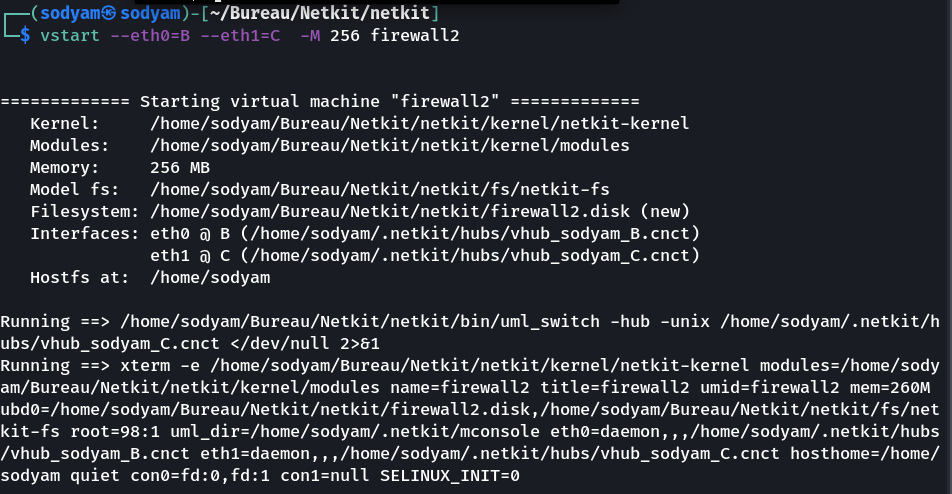 ┌──(sodyam㉿sodyam)-[~/Bureau/Netkit/netkit]
└─$ vstart --eth0=B --eth1=C  -M 256 firewall2
============= Starting virtual machine "firewall2" =============
   Kernel:     /home/sodyam/Bureau/Netkit/netkit/kernel/netkit-kernel
   Modules:    /home/sodyam/Bureau/Netkit/netkit/kernel/modules
   Memory:     256 MB
   Model fs:   /home/sodyam/Bureau/Netkit/netkit/fs/netkit-fs
   Filesystem: /home/sodyam/Bureau/Netkit/netkit/firewall2.disk (new)
   Interfaces: eth0 @ B (/home/sodyam/.netkit/hubs/vhub_sodyam_B.cnct)
               eth1 @ C (/home/sodyam/.netkit/hubs/vhub_sodyam_C.cnct)
   Hostfs at:  /home/sodyam
Running ==> /home/sodyam/Bureau/Netkit/netkit/bin/uml_switch -hub -unix /home/sodyam/.netkit/h
ubs/vhub_sodyam_C.cnct </dev/null 2>&1
Running ==> xterm -e /home/sodyam/Bureau/Netkit/netkit/kernel/netkit-kernel modules=/home/sody
am/Bureau/Netkit/netkit/kernel/modules name=firewall2 title=firewall2 umid=firewall2 mem=260M
ubd0=/home/sodyam/Bureau/Netkit/netkit/firewall2.disk,/home/sodyam/Bureau/Netkit/netkit/fs/net
kit-fs root=98:1 uml_dir=/home/sodyam/.netkit/mconsole eth0=daemon,,,/home/sodyam/.netkit/hubs
/vhub_sodyam_B.cnct eth1=daemon,,,/home/sodyam/.netkit/hubs/vhub_sodyam_C.cnct hosthome=/home/
sodyam quiet con0=fd:0,fd:1 con1=null SELINUX_INIT=0